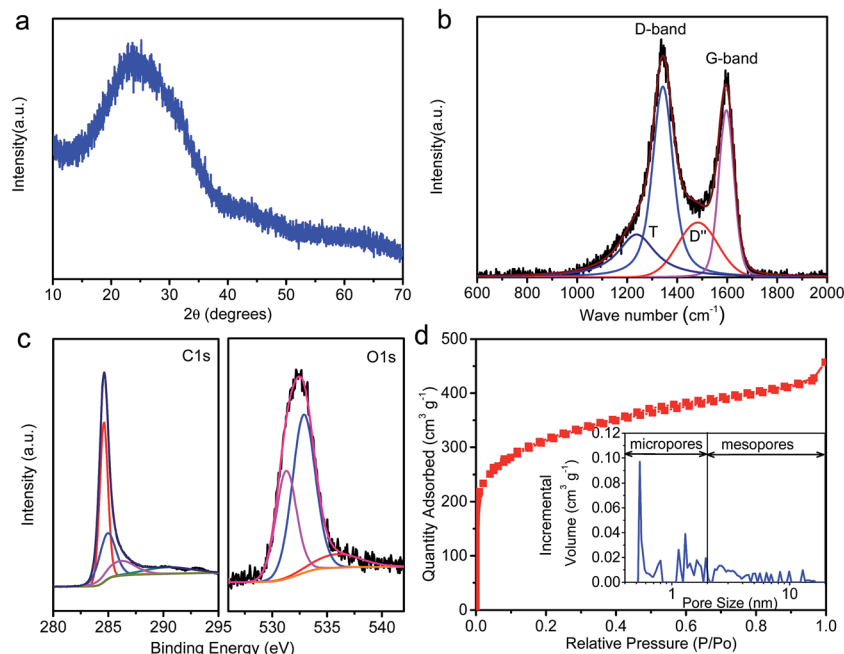 a
Intensity(a.u.)
10 20 30 40 50 60 70
2θ (degrees)
b
D-band
G-band
T
D"
Intensity(a.u.)
600 800 1000 1200 1400 1600 1800 2000
Wave number (cm⁻¹)
c
C1s
O1s
Intensity (a.u.)
280 285 290 295
530 535 540
Binding Energy (eV)
d
500
400
300
200
100
0
Quantity Adsorbed (cm³ g⁻¹)
0.0 0.2 0.4 0.6 0.8 1.0
Relative Pressure (P/Po)
0.12
0.10
0.08
0.06
0.04
0.02
0.00
Incremental
Volume (cm³ g⁻¹)
micropores
mesopores
1 10
Pore Size (nm)